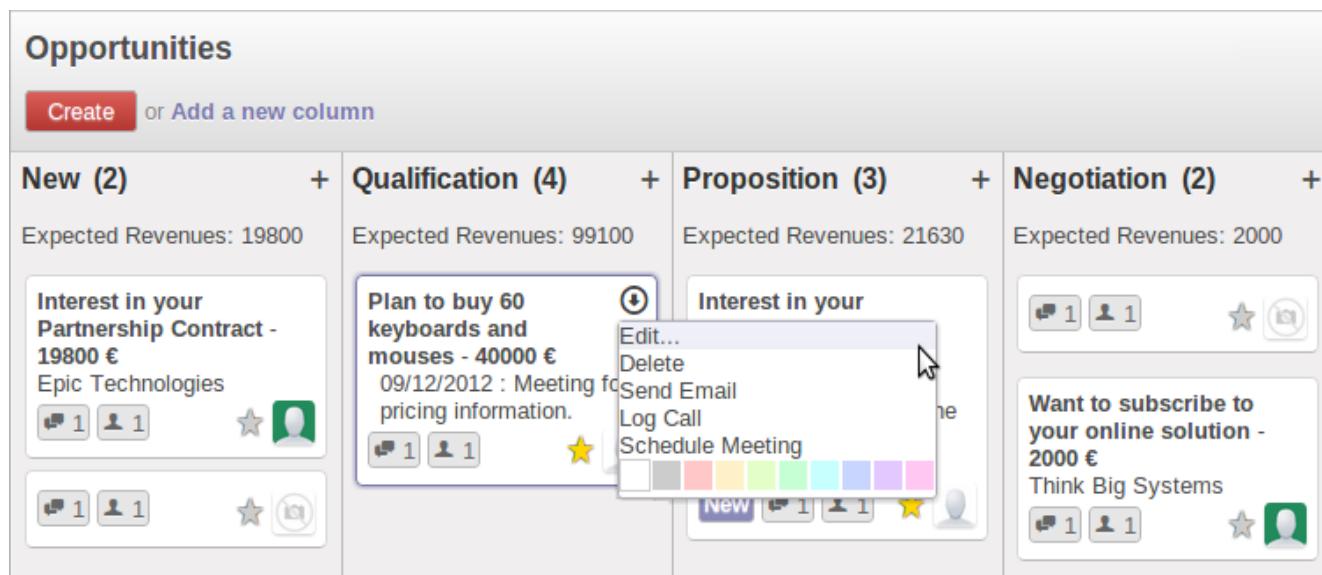 Opportunities
Create or Add a new column
New (2) +
Expected Revenues: 19800
Interest in your
Partnership Contract -
19800 €
Epic Technologies
1 1
1 1
Qualification (4) +
Expected Revenues: 99100
Plan to buy 60
keyboards and
mouses - 40000 €
09/12/2012 : Meeting
pricing information.
1 1
Edit...
Delete
Send Email
Log Call
Schedule Meeting
Proposition (3) +
Expected Revenues: 21630
Interest in your
New 1 1
Negotiation (2) +
Expected Revenues: 2000
1 1
Want to subscribe to
your online solution -
2000 €
Think Big Systems
1 1